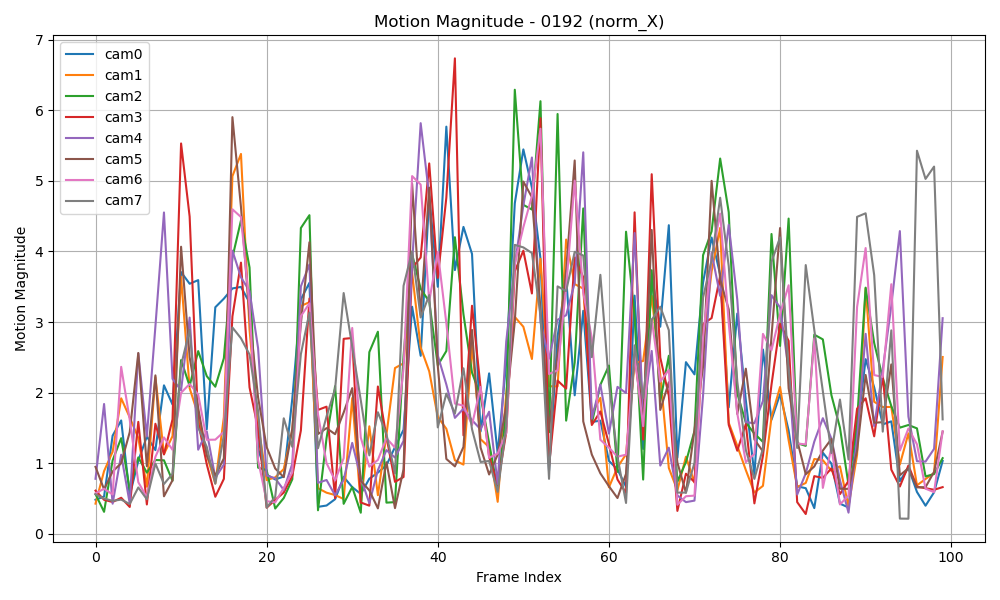 Motion Magnitude - 0192 (norm_X)
7
6
5
4
3
2
1
0
Motion Magnitude
cam0
cam1
cam2
cam3
cam4
cam5
cam6
cam7
0 20 40 60 80 100
Frame Index